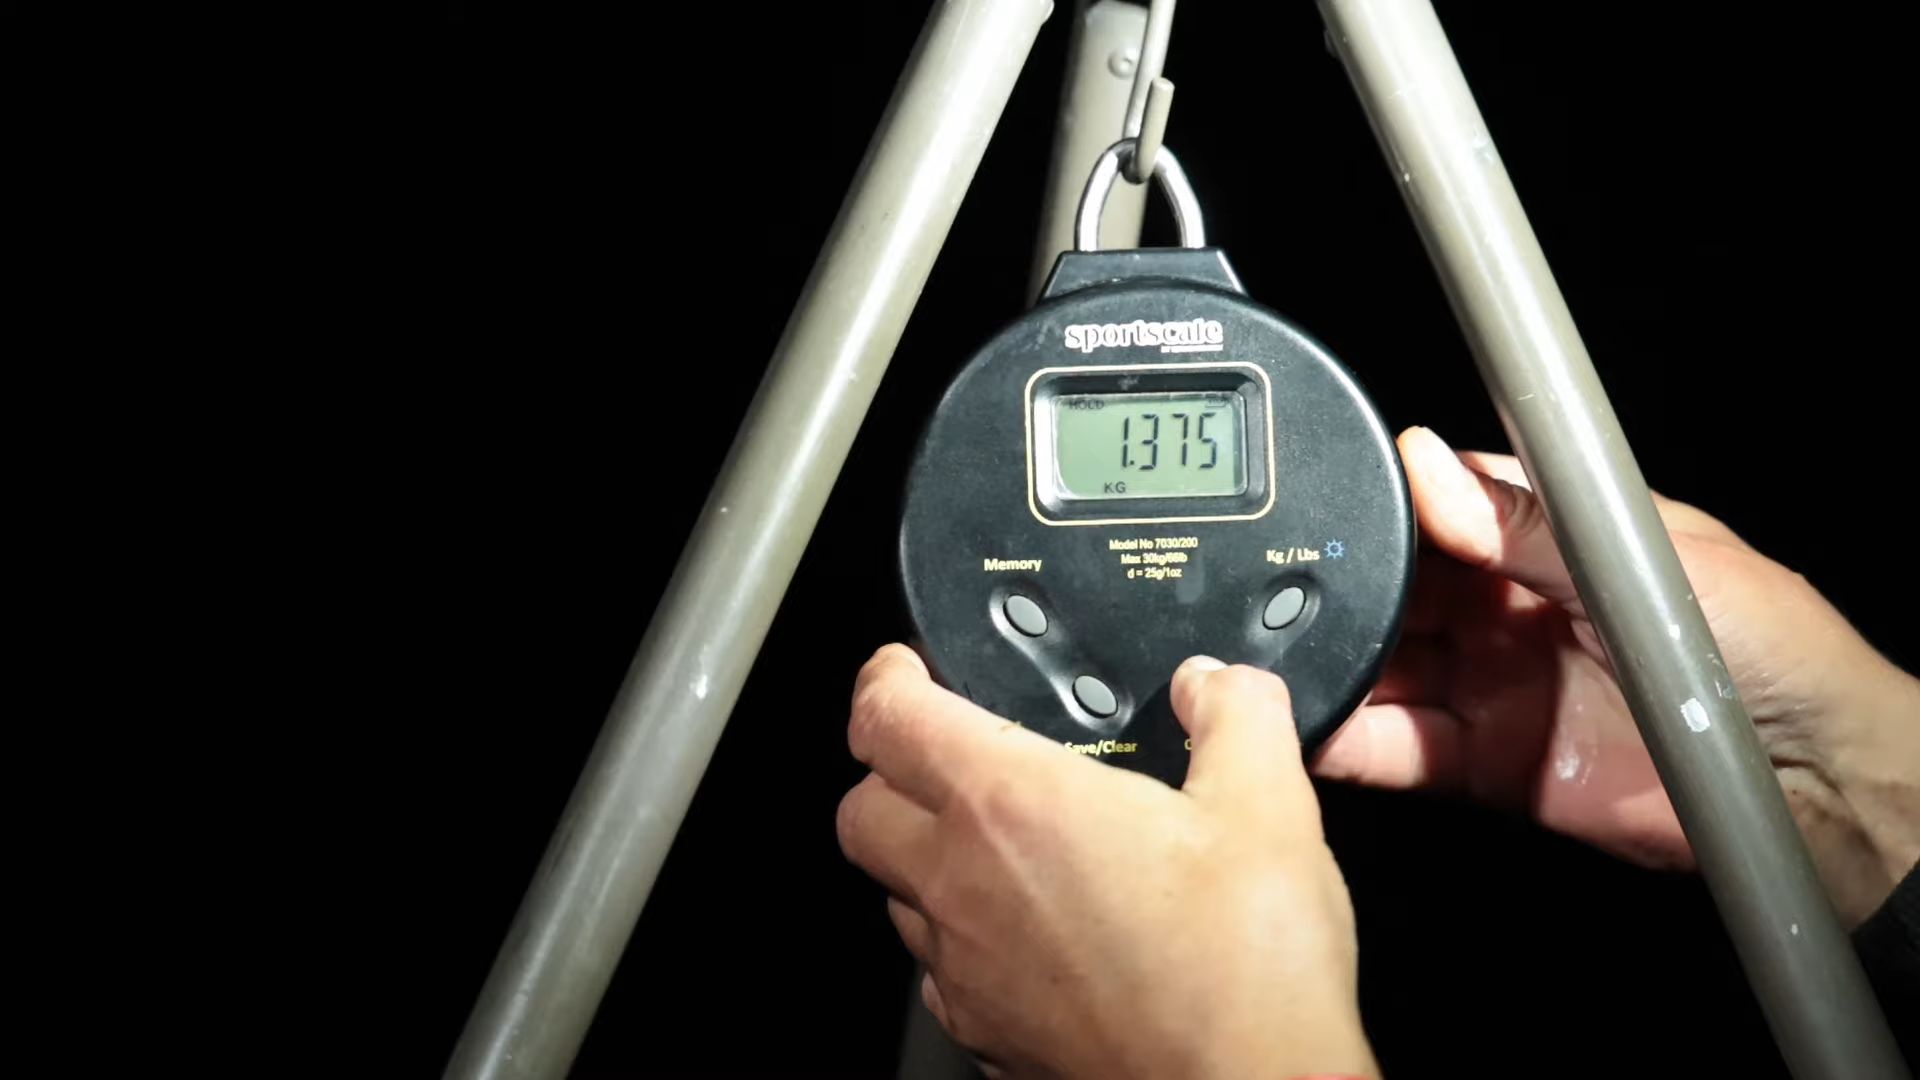 sportscale
HOLD
1.375
KG
Model No 7030/200
Max 30kg/66lb
d = 25g/1oz
Memory
Kg / Lbs
Save/Clear